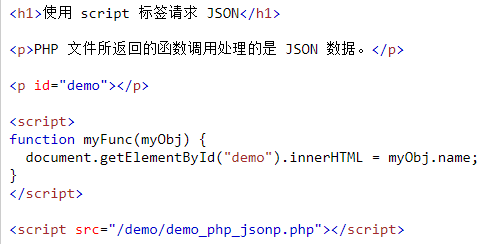 <h1>使用 script 标签请求 JSON</h1>
<p>PHP 文件所返回的函数调用处理的是 JSON 数据。</p>
<p id="demo"></p>
<script>
function myFunc(myObj) {
  document.getElementById("demo").innerHTML = myObj.name;
}
</script>
<script src="/demo/demo_php_jsonp.php"></script>